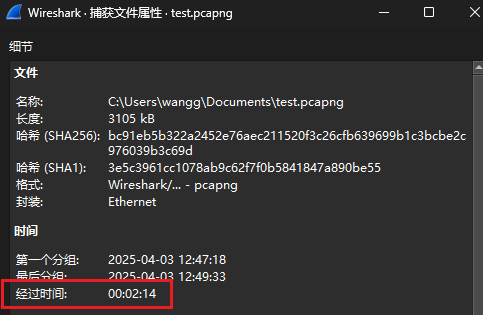 Wireshark · 捕获文件属性 · test.pcapng
细节
文件
名称: C:\Users\wangg\Documents\test.pcapng
长度: 3105 kB
哈希 (SHA256): bc91eb5b322a2452e76aec211520f3c26cfb639699b1c3bcbe2c
976039b3c69d
哈希 (SHA1): 3e5c3961cc1078ab9c62f7f0b5841847a890be55
格式: Wireshark/... - pcapng
封装: Ethernet
时间
第一个分组: 2025-04-03 12:47:18
最后分组: 2025-04-03 12:49:33
经过时间: 00:02:14